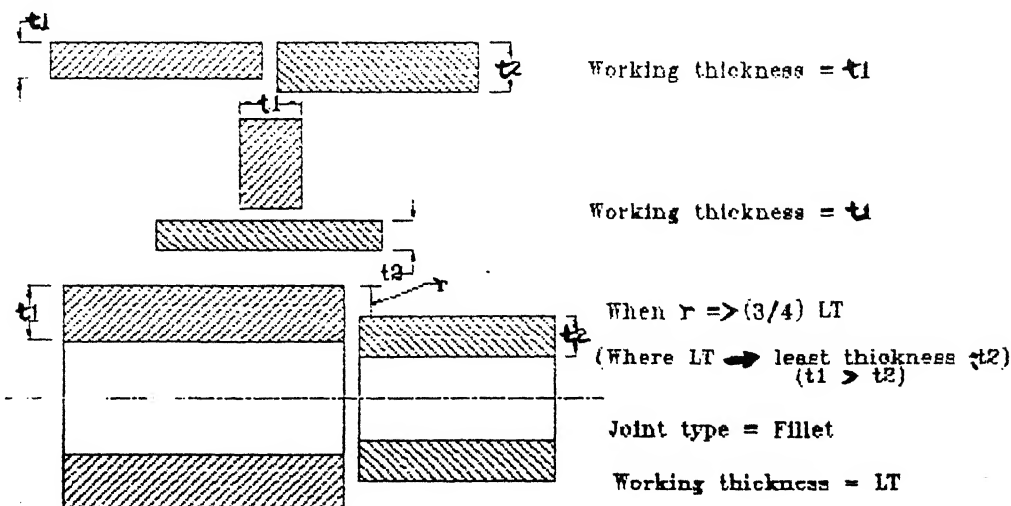 t1
t2
Working thickness = t1
t1
Working thickness = t1
t2
r
t1
When r =>(3/4) LT
t2
(Where LT → least thickness :t2)
(t1 > t2)
Joint type = Fillet
Working thickness = LT